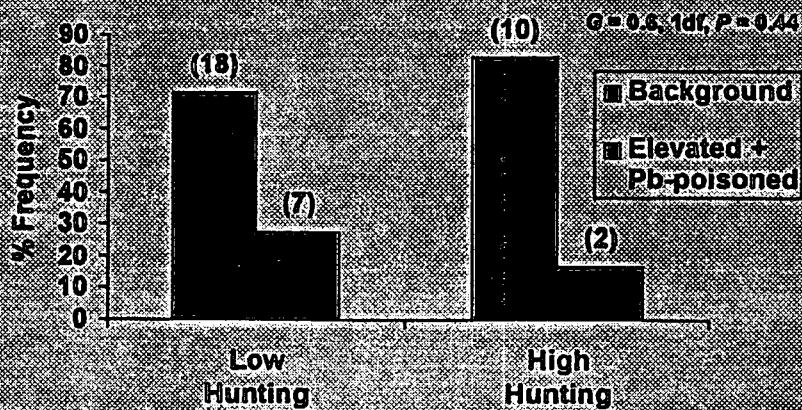 G = 0.6, 1df, P = 0.44
% Frequency
90
80
70
60
50
40
30
20
10
0
(18)
(7)
(10)
(2)
Background
Elevated +
Pb-poisoned
Low
Hunting
High
Hunting